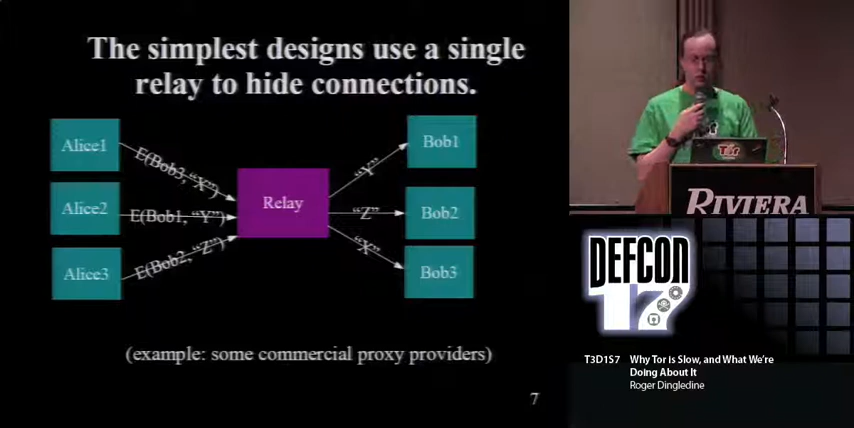 The simplest designs use a single
relay to hide connections.
Alice1
Alice2
Alice3
E(Bob3, “X”)
E(Bob1, “Y”)
E(Bob2, “Z”)
Relay
“Y”
“Z”
“X”
Bob1
Bob2
Bob3
(example: some commercial proxy providers)
7
Tor
RIVIERA
DEFCON
17
T3D1S7 Why Tor is Slow, and What We’re
Doing About It
Roger Dingledine